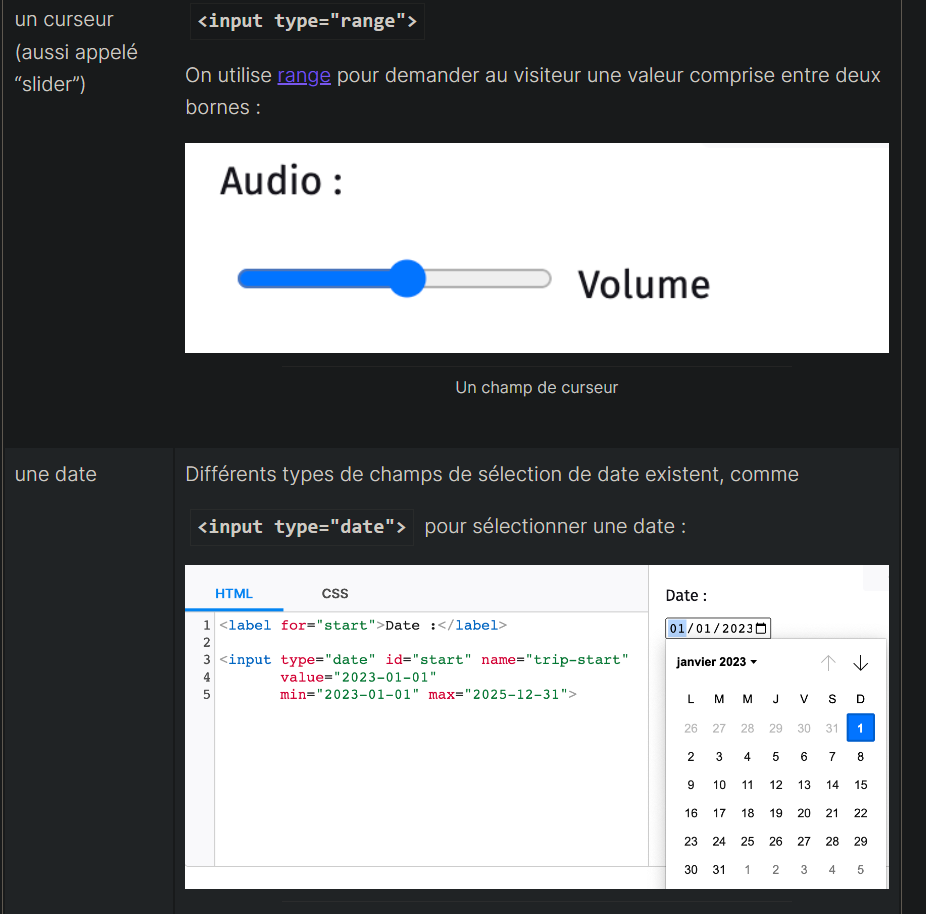 un curseur
(aussi appelé
“slider”)
<input type="range">
On utilise range pour demander au visiteur une valeur comprise entre deux
bornes :
Audio :
Volume
Un champ de curseur
une date
Différents types de champs de sélection de date existent, comme
<input type="date"> pour sélectionner une date :
HTML CSS
1 <label for="start">Date :</label>
2
3 <input type="date" id="start" name="trip-start"
4 value="2023-01-01"
5 min="2023-01-01" max="2025-12-31">
Date :
01/01/2023
janvier 2023
L M M J V S D
26 27 28 29 30 31 1
2 3 4 5 6 7 8
9 10 11 12 13 14 15
16 17 18 19 20 21 22
23 24 25 26 27 28 29
30 31 1 2 3 4 5